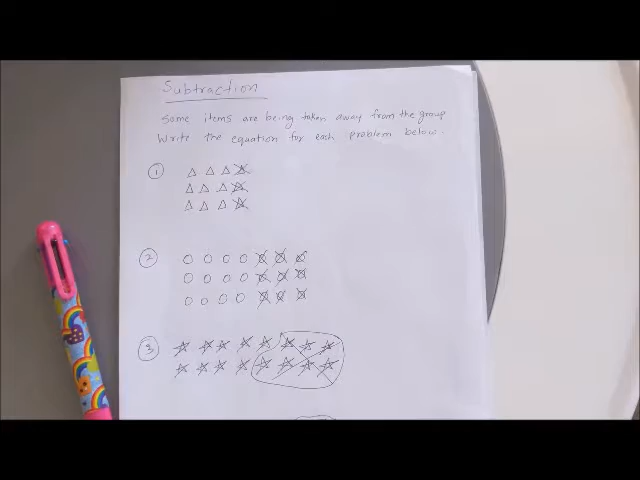 Subtraction
Some items are being taken away from the group
Write the equation for each problem below.
1
2
3